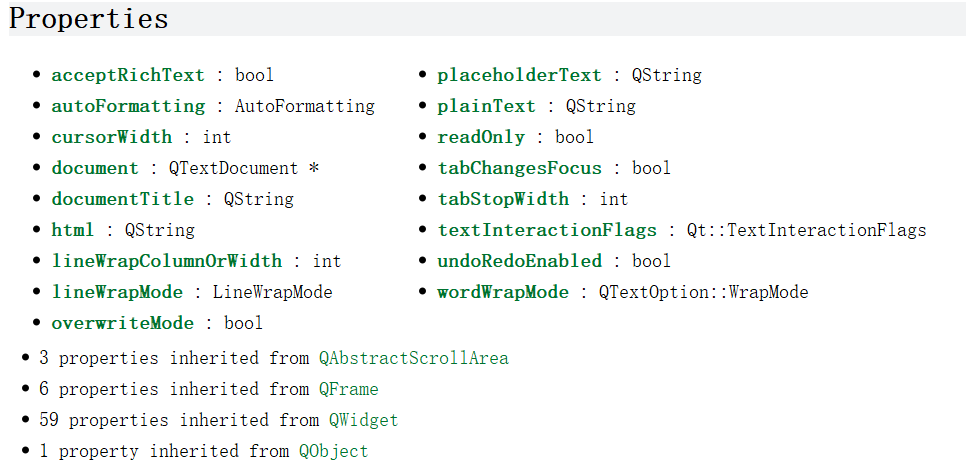 Properties
acceptRichText : bool
autoFormatting : AutoFormatting
cursorWidth : int
document : QTextDocument *
documentTitle : QString
html : QString
lineWrapColumnOrWidth : int
lineWrapMode : LineWrapMode
overwriteMode : bool
placeholderText : QString
plainText : QString
readOnly : bool
tabChangesFocus : bool
tabStopWidth : int
textInteractionFlags : Qt::TextInteractionFlags
undoRedoEnabled : bool
wordWrapMode : QTextOption::WrapMode
3 properties inherited from QAbstractScrollArea
6 properties inherited from QFrame
59 properties inherited from QWidget
1 property inherited from QObject